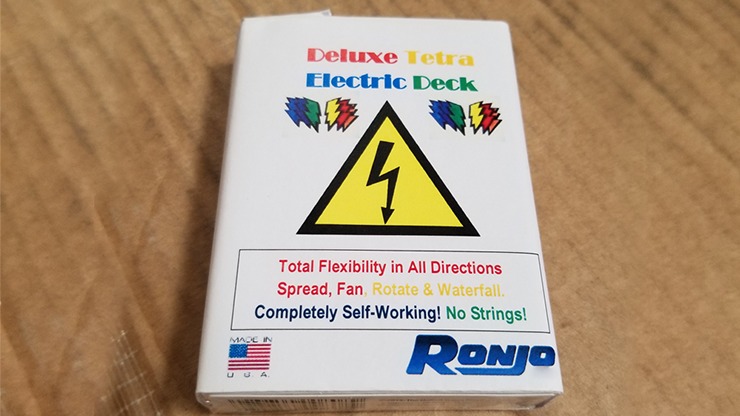 Deluxe Tetra
Electric Deck
Total Flexibility in All Directions
Spread, Fan, Rotate & Waterfall.
Completely Self-Working! No Strings!
MADE IN
U S A
RONJO